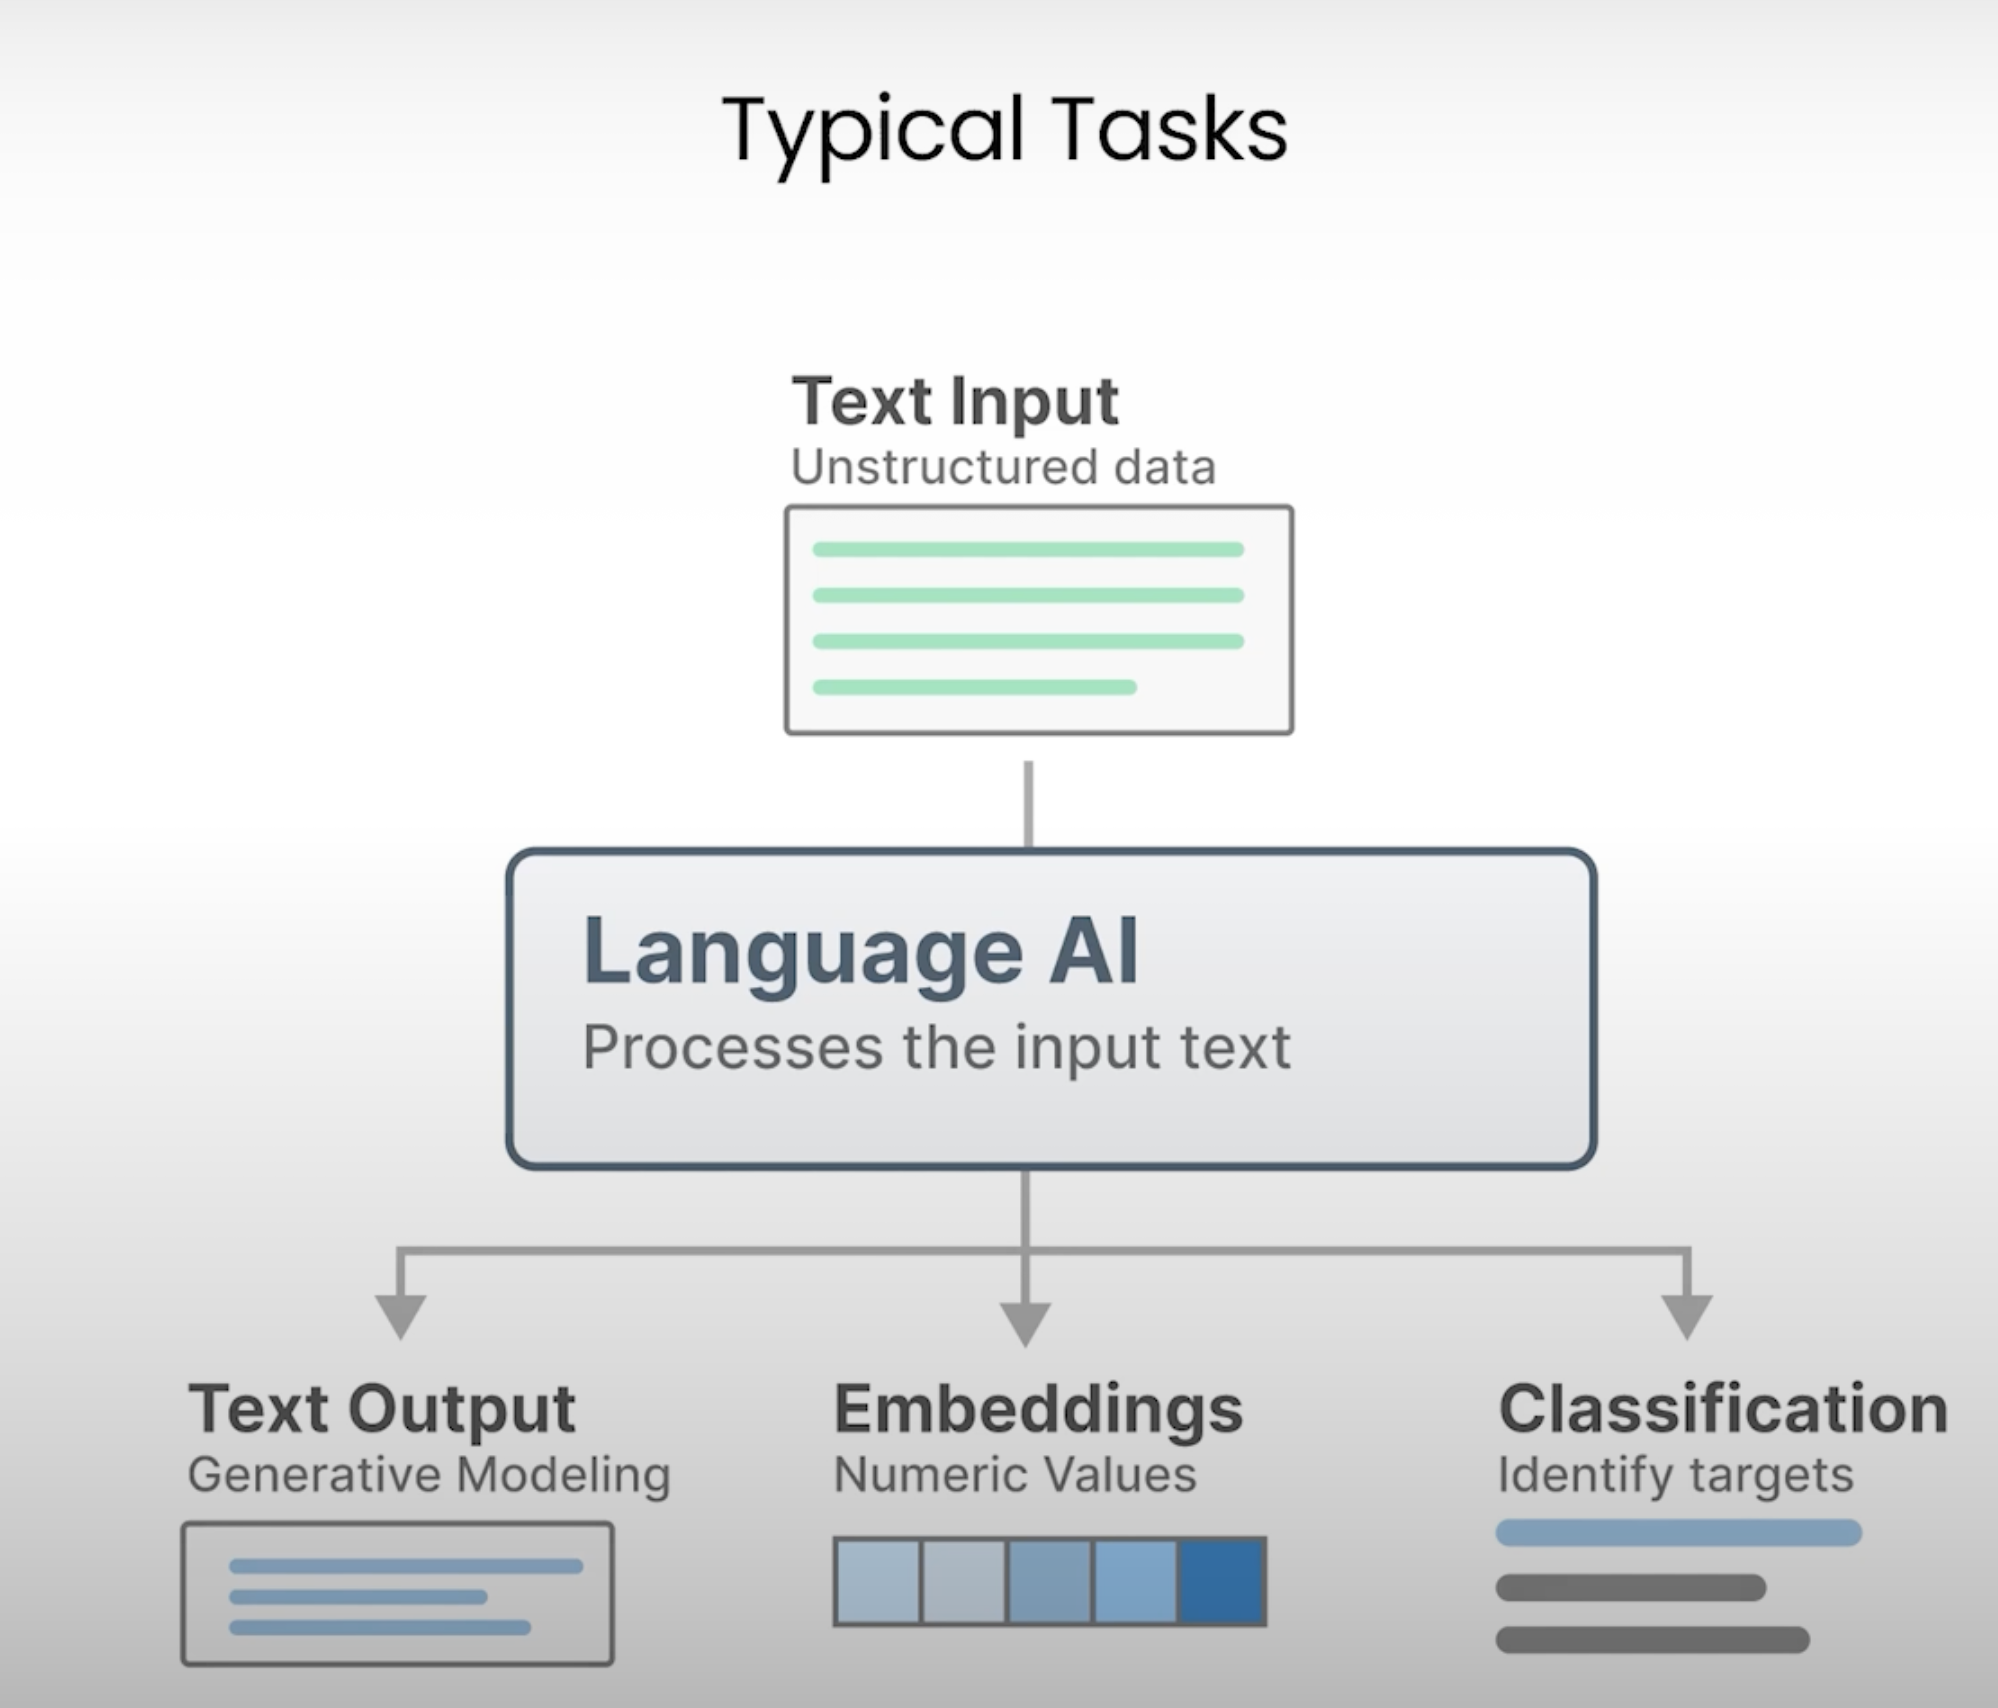 Typical Tasks
Text Input
Unstructured data
Language AI
Processes the input text
Text Output
Generative Modeling
Embeddings
Numeric Values
Classification
Identify targets